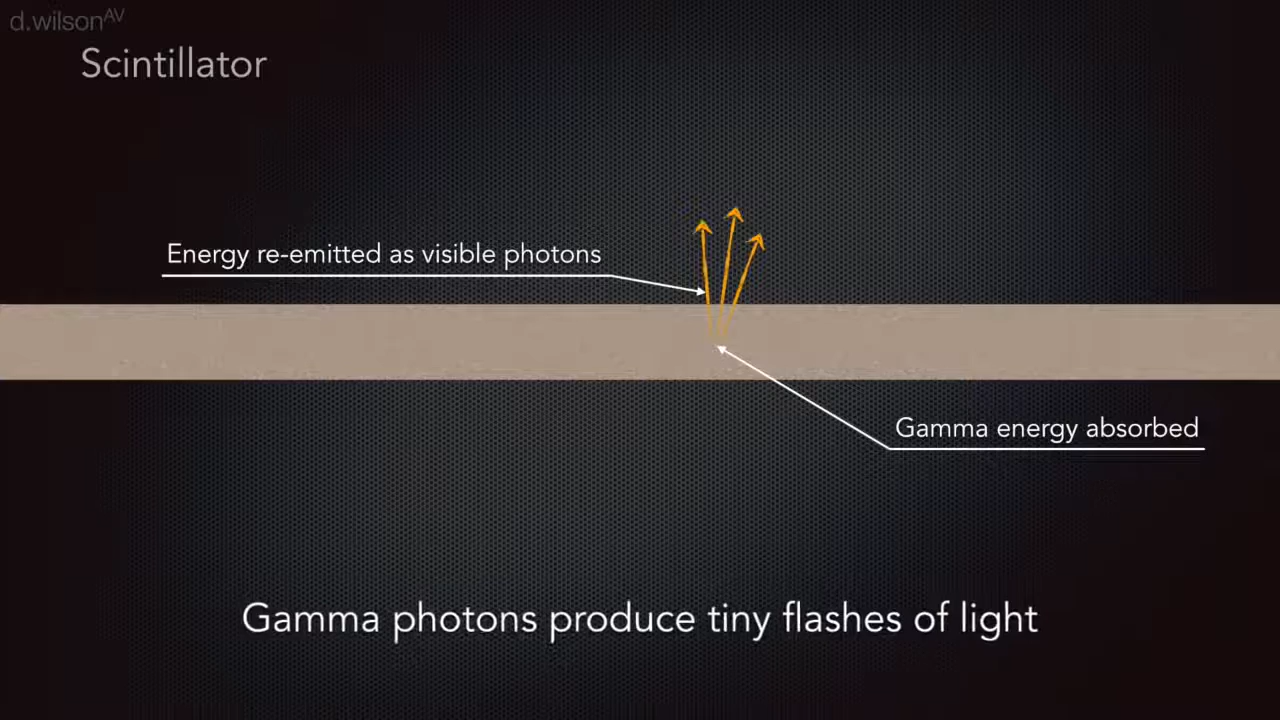 d.wilsonAV
Scintillator
Energy re-emitted as visible photons
Gamma energy absorbed
Gamma photons produce tiny flashes of light